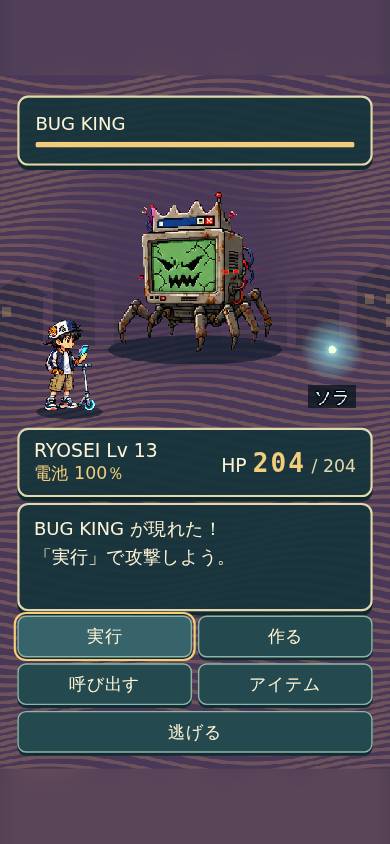 BUG KING
ソラ
RYOSEI Lv 13
電池 100％
HP 204 / 204
BUG KING が現れた！
「実行」で攻撃しよう。
実行
作る
呼び出す
アイテム
逃げる